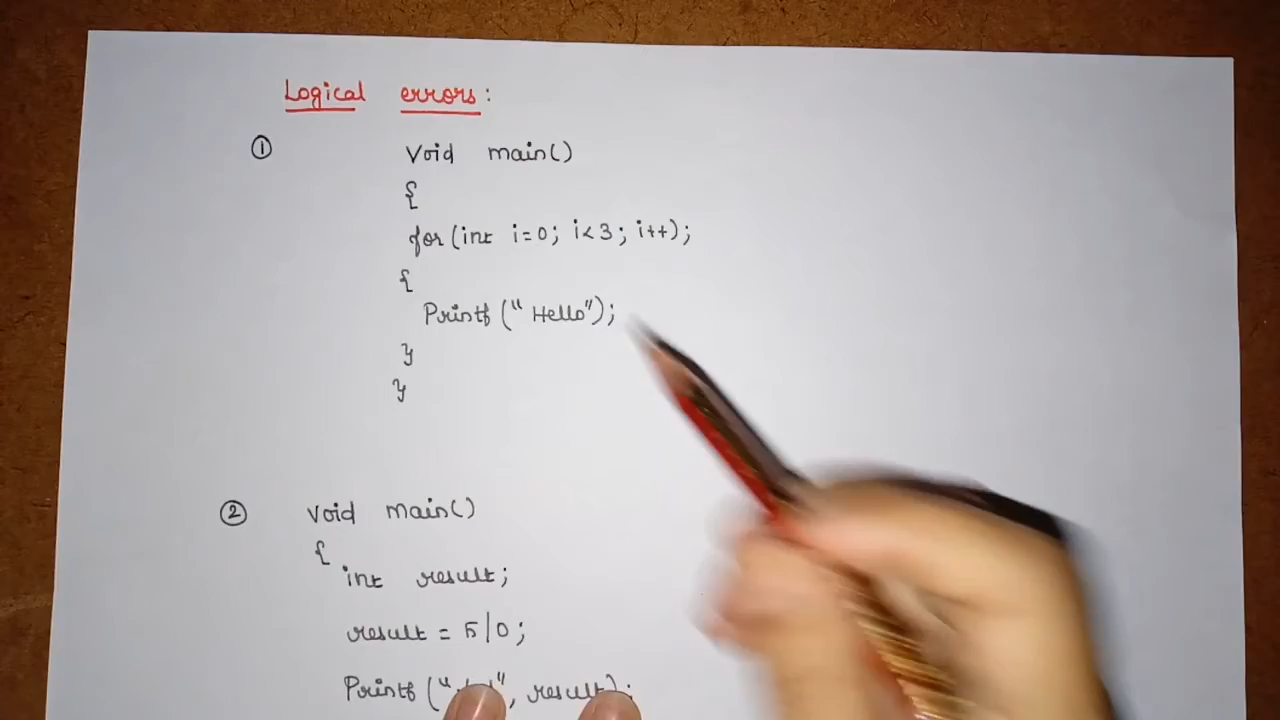 Logical errors:
① Void main()
{
for(int i=0; i<3; i++);
{
Printf("Hello");
}
}
② Void main()
{
int result;
result = 5/0;
Printf(" ", result);